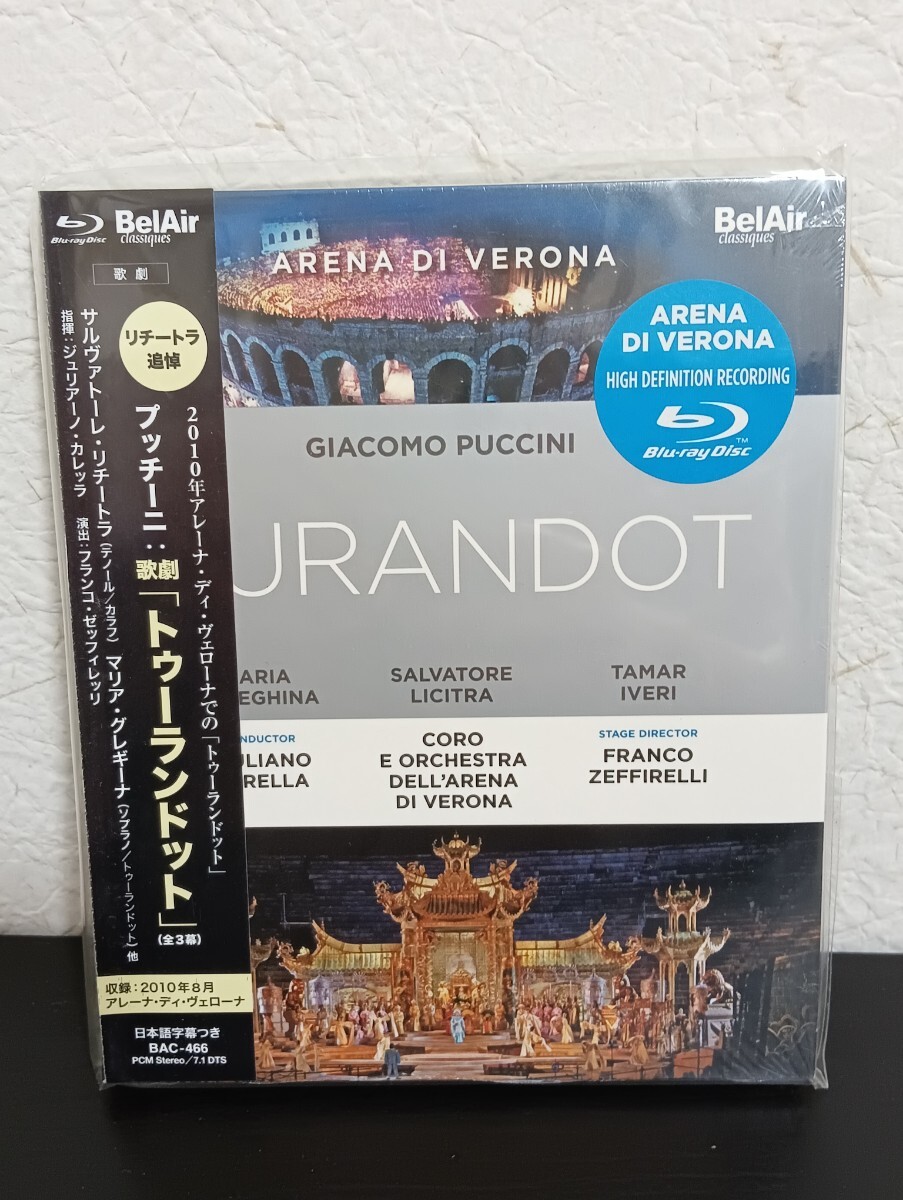 Blu-ray Disc
BelAir
classiques
歌劇
リチートラ
追悼
2010年アレーナ・ディ・ヴェローナでの「トゥーランドット」
プッチーニ：歌劇「トゥーランドット」(全3幕)
サルヴァトーレ・リチートラ(テノール/カラフ) マリア・グレギーナ(ソプラノ/トゥーランドット) 他
指揮：ジュリアーノ・カレッラ 演出：フランコ・ゼッフィレッリ
収録：2010年8月
アレーナ・ディ・ヴェローナ
日本語字幕つき
BAC-466
PCM Stereo/7.1 DTS
BelAir
classiques
ARENA DI VERONA
ARENA
DI VERONA
HIGH DEFINITION RECORDING
Blu-ray Disc™
GIACOMO PUCCINI
URANDOT
ARIA
EGHINA
SALVATORE
LICITRA
TAMAR
IVERI
NDUCTOR
LIANO
RELLA
CORO
E ORCHESTRA
DELL'ARENA
DI VERONA
STAGE DIRECTOR
FRANCO
ZEFFIRELLI